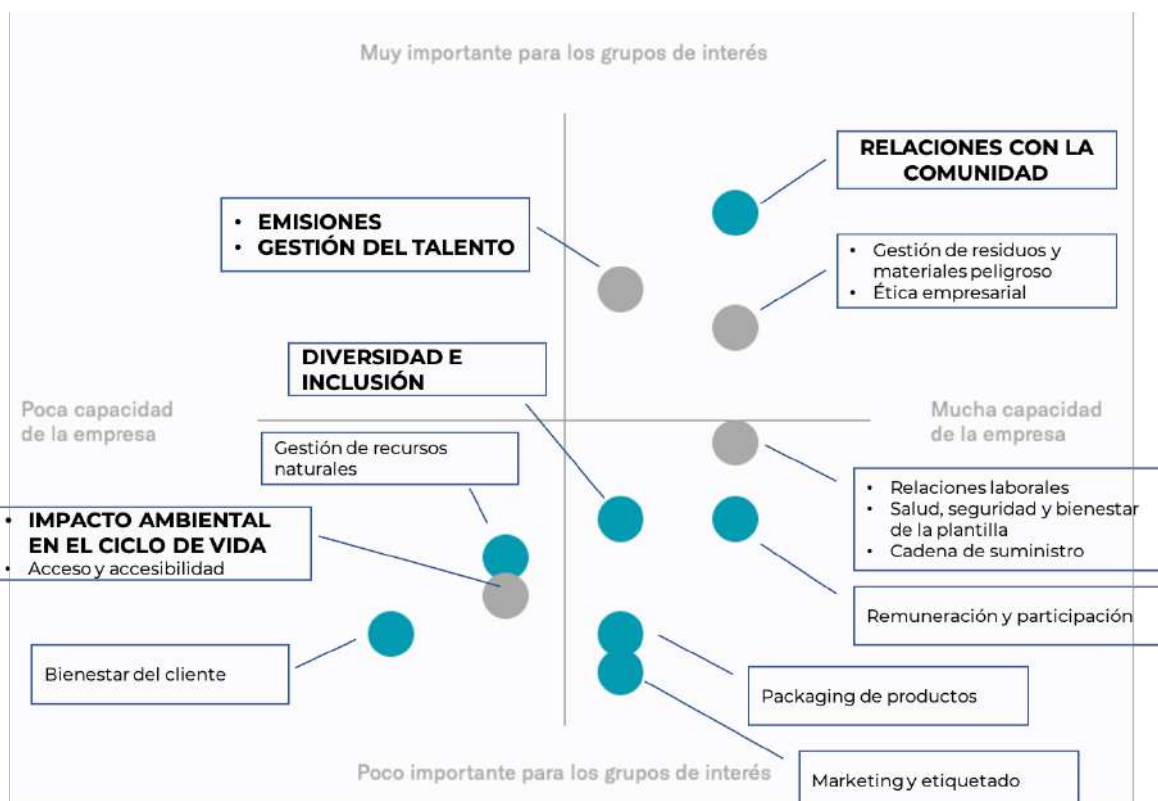 Muy importante para los grupos de interés
RELACIONES CON LA
COMUNIDAD
• EMISIONES
• GESTIÓN DEL TALENTO
• Gestión de residuos y
materiales peligroso
• Ética empresarial
DIVERSIDAD E
INCLUSIÓN
Poca capacidad
de la empresa
Mucha capacidad
de la empresa
Gestión de recursos
naturales
• Relaciones laborales
• Salud, seguridad y bienestar
de la plantilla
• Cadena de suministro
• IMPACTO AMBIENTAL
EN EL CICLO DE VIDA
• Acceso y accesibilidad
Remuneración y participación
Bienestar del cliente
Packaging de productos
Poco importante para los grupos de interés
Marketing y etiquetado